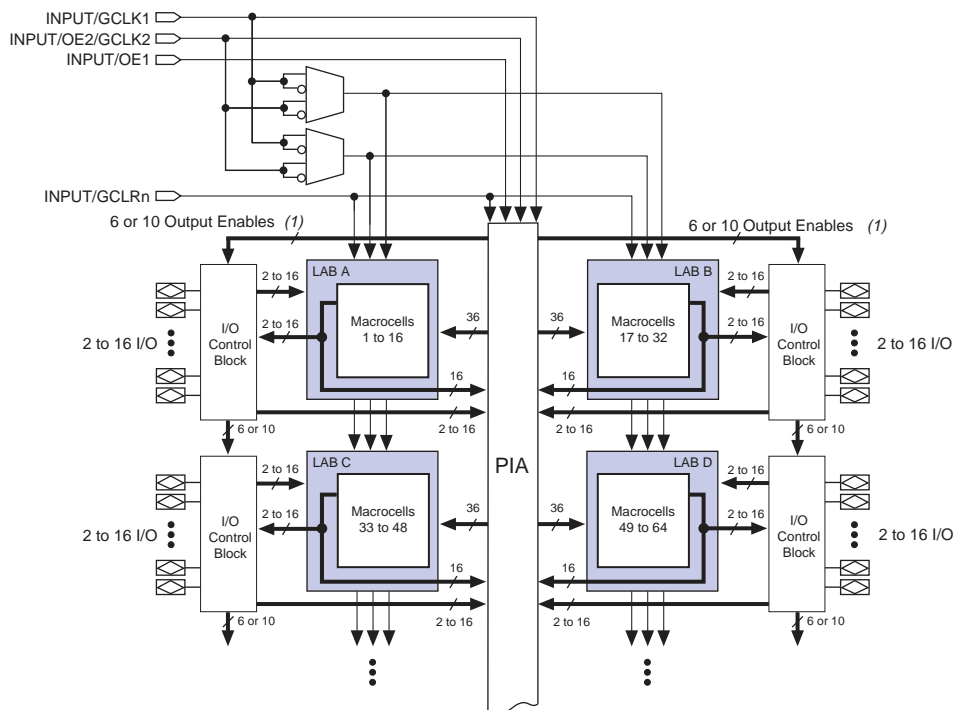 INPUT/GCLK1
INPUT/OE2/GCLK2
INPUT/OE1
INPUT/GCLRn
6 or 10 Output Enables (1)
6 or 10 Output Enables (1)
LAB A
LAB B
2 to 16
2 to 16
2 to 16 I/O
I/O
Control
Block
2 to 16
Macrocells
1 to 16
36
36
Macrocells
17 to 32
2 to 16
I/O
Control
Block
2 to 16 I/O
16
16
2 to 16
2 to 16
6 or 10
6 or 10
PIA
LAB C
LAB D
2 to 16
2 to 16
2 to 16 I/O
I/O
Control
Block
2 to 16
Macrocells
33 to 48
36
36
Macrocells
49 to 64
2 to 16
I/O
Control
Block
2 to 16 I/O
16
16
2 to 16
2 to 16
6 or 10
6 or 10